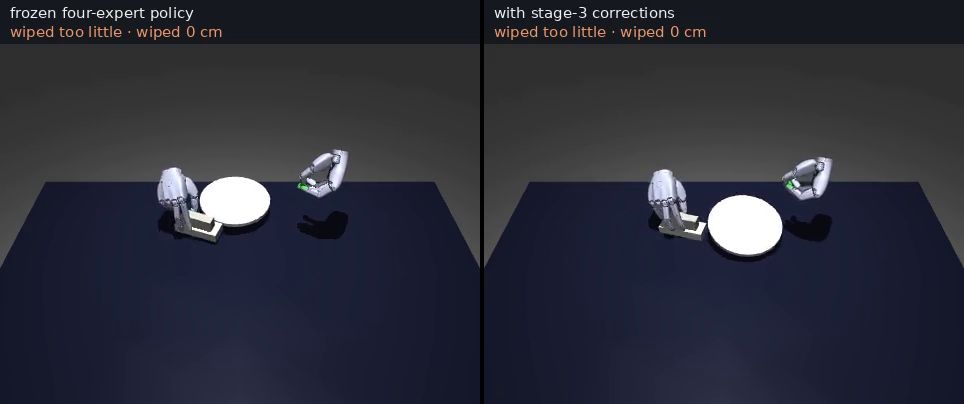 frozen four-expert policy
wiped too little · wiped 0 cm
with stage-3 corrections
wiped too little · wiped 0 cm